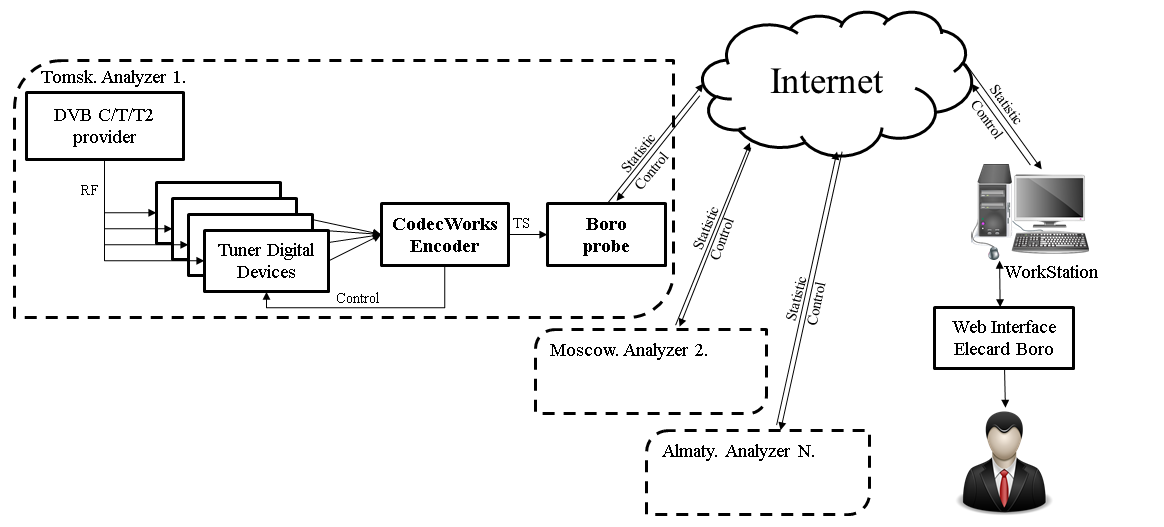 Tomsk. Analyzer 1.
DVB C/T/T2
provider
RF
Tuner Digital
Devices
CodecWorks
Encoder
Control
TS
Boro
probe
Statistic
Control
Internet
Statistic
Control
Moscow. Analyzer 2.
Statistic
Control
Almaty. Analyzer N.
Statistic
Control
WorkStation
Web Interface
Elecard Boro